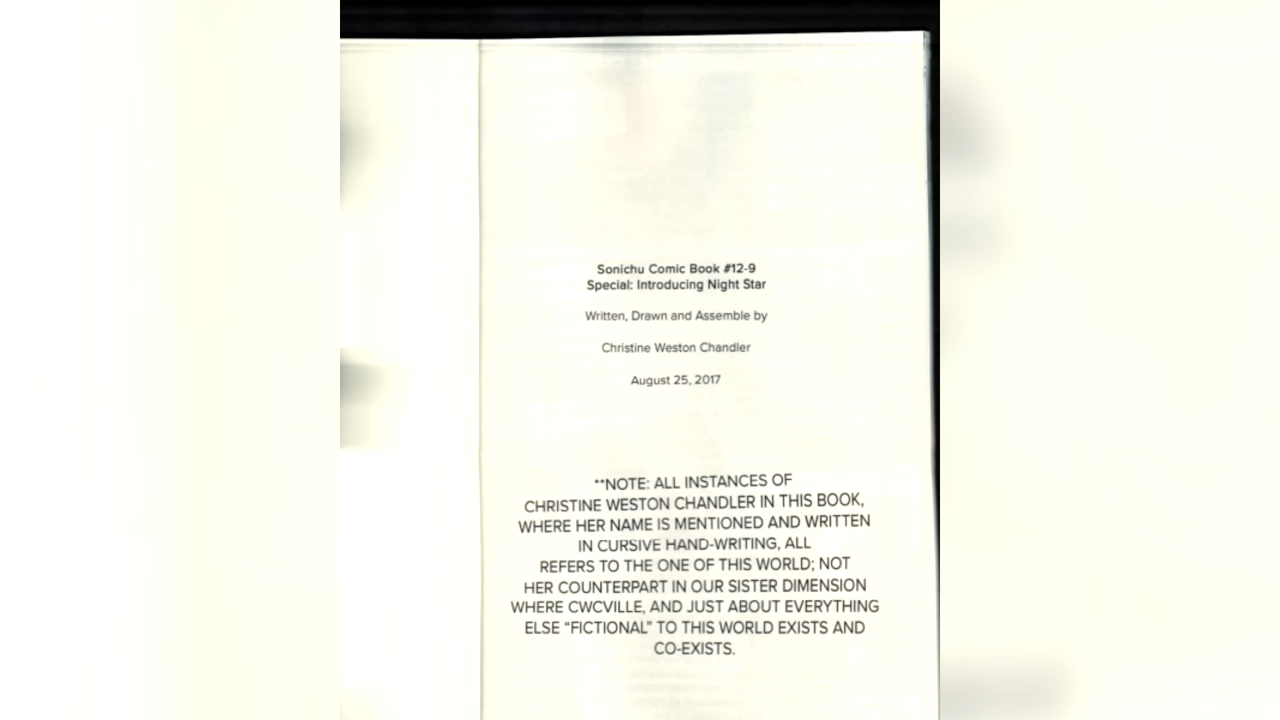 Sonichu Comic Book #12-9
Special: Introducing Night Star
Written, Drawn and Assemble by
Christine Weston Chandler
August 25, 2017
**NOTE: ALL INSTANCES OF
CHRISTINE WESTON CHANDLER IN THIS BOOK,
WHERE HER NAME IS MENTIONED AND WRITTEN
IN CURSIVE HAND-WRITING, ALL
REFERS TO THE ONE OF THIS WORLD; NOT
HER COUNTERPART IN OUR SISTER DIMENSION
WHERE CWCVILLE, AND JUST ABOUT EVERYTHING
ELSE “FICTIONAL” TO THIS WORLD EXISTS AND
CO-EXISTS.